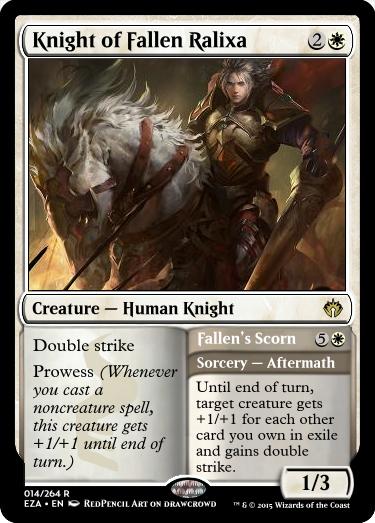 Knight of Fallen Ralixa 2
Creature — Human Knight
Double strike
Prowess (Whenever
you cast a
noncreature spell,
this creature gets
+1/+1 until end of
turn.)
Fallen's Scorn 5
Sorcery — Aftermath
Until end of turn,
target creature gets
+1/+1 for each other
card you own in exile
and gains double
strike.
1/3
014/264 R
EZA • EN RedPencil Art on drawcrowd
™ & © 2015 Wizards of the Coast